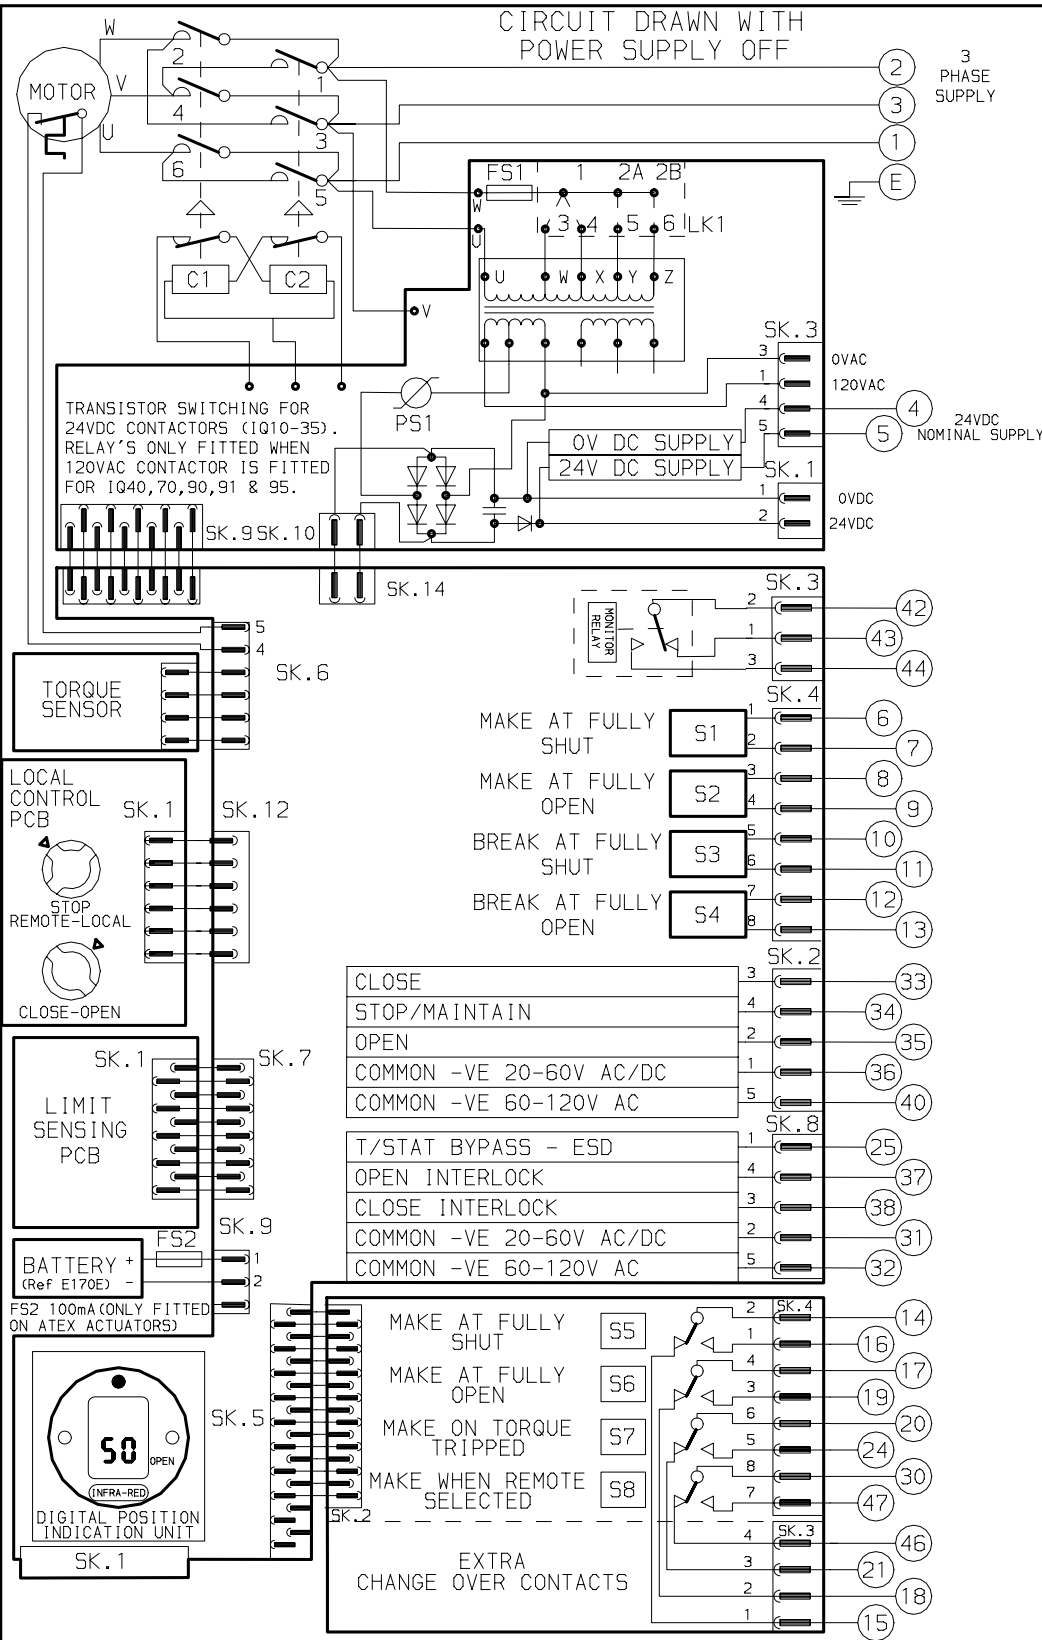 CIRCUIT DRAWN WITH
POWER SUPPLY OFF
W
V
U
MOTOR
2
4
6
1
3
5
2
3
1
E
3
PHASE
SUPPLY
C1
C2
FS1
1
2A
2B
W
U
3
4
5
6
LK1
U
W
X
Y
Z
V
PS1
TRANSISTOR SWITCHING FOR
24VDC CONTACTORS (IQ10-35).
RELAY'S ONLY FITTED WHEN
120VAC CONTACTOR IS FITTED
FOR IQ40,70,90,91 & 95.
SK.3
3
0VAC
1
120VAC
4
4
5
5
24VDC
NOMINAL SUPPLY
0V DC SUPPLY
24V DC SUPPLY
SK.1
1
0VDC
2
24VDC
SK.9
SK.10
SK.14
SK.3
MONITOR
RELAY
2
42
1
43
3
44
5
4
SK.6
TORQUE
SENSOR
SK.4
MAKE AT FULLY
SHUT
S1
1
6
2
7
MAKE AT FULLY
OPEN
S2
3
8
4
9
BREAK AT FULLY
SHUT
S3
5
10
6
11
BREAK AT FULLY
OPEN
S4
7
12
8
13
LOCAL
CONTROL
PCB
SK.1
SK.12
STOP
REMOTE-LOCAL
CLOSE-OPEN
SK.2
CLOSE
3
33
STOP/MAINTAIN
4
34
OPEN
2
35
COMMON -VE 20-60V AC/DC
1
36
COMMON -VE 60-120V AC
5
40
SK.1
SK.7
LIMIT
SENSING
PCB
SK.8
T/STAT BYPASS - ESD
1
25
OPEN INTERLOCK
4
37
CLOSE INTERLOCK
3
38
COMMON -VE 20-60V AC/DC
2
31
COMMON -VE 60-120V AC
5
32
SK.9
FS2
BATTERY
(Ref E170E)
+
-
1
2
FS2 100mA(ONLY FITTED
ON ATEX ACTUATORS)
SK.4
MAKE AT FULLY
SHUT
S5
2
14
1
16
MAKE AT FULLY
OPEN
S6
4
17
3
19
MAKE ON TORQUE
TRIPPED
S7
6
20
5
24
MAKE WHEN REMOTE
SELECTED
S8
8
30
7
47
SK.5
SK.2
50
OPEN
INFRA-RED
DIGITAL POSITION
INDICATION UNIT
SK.1
EXTRA
CHANGE OVER CONTACTS
SK.3
4
46
3
21
2
18
1
15